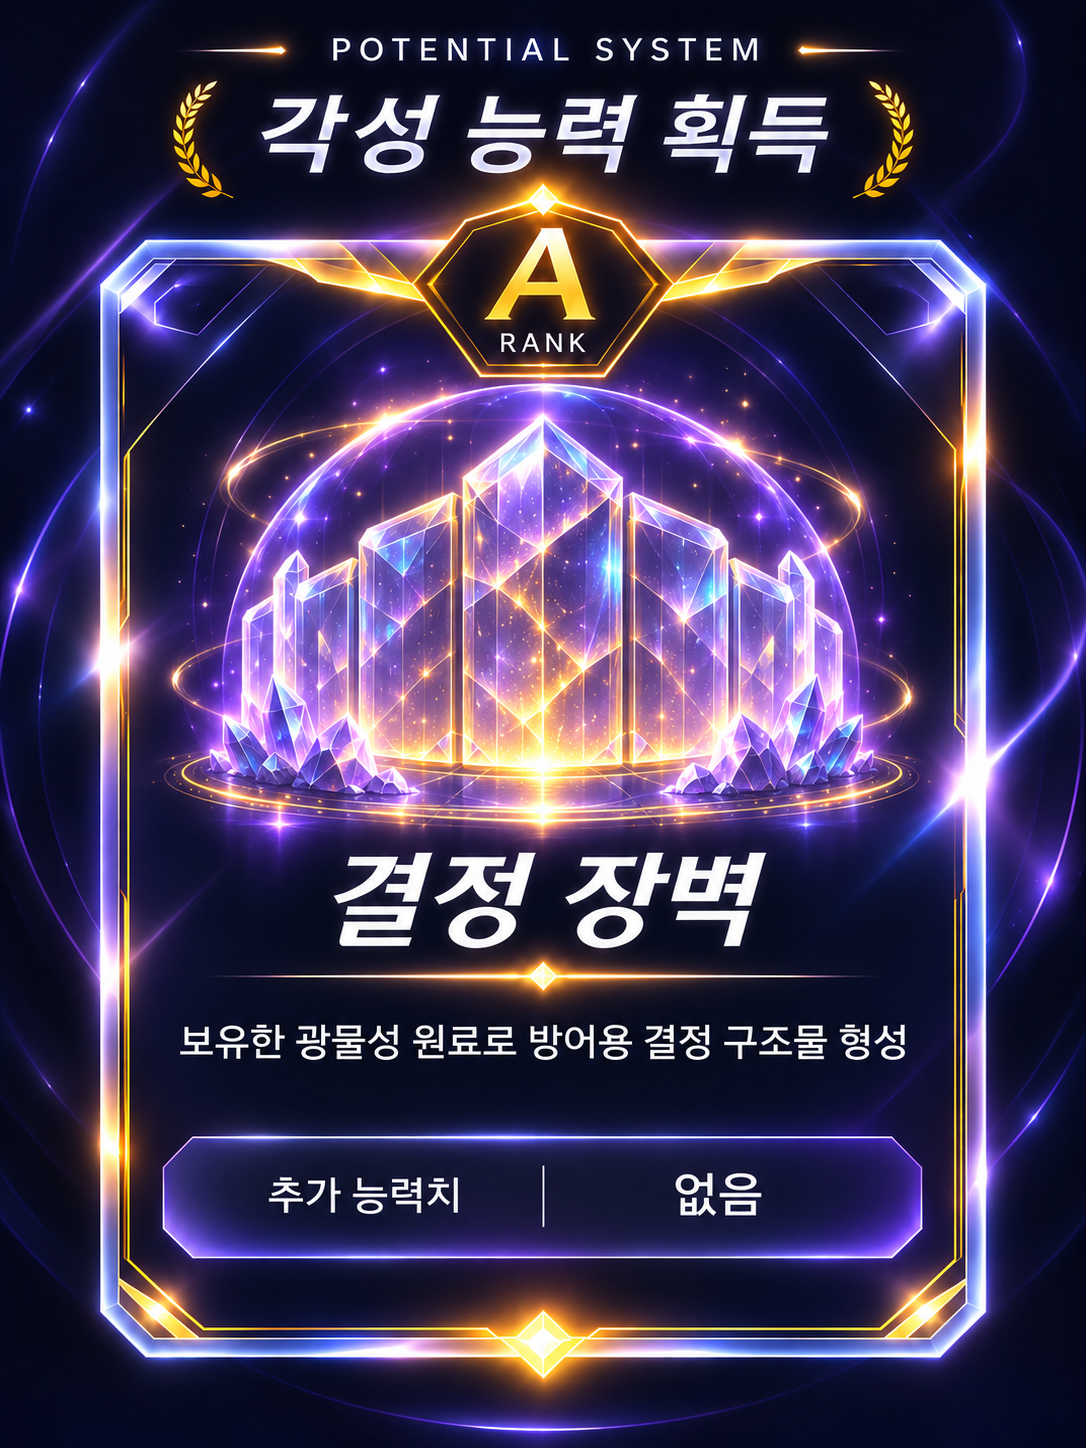 POTENTIAL SYSTEM
각성 능력 획득
A
RANK
결정 장벽
보유한 광물성 원료로 방어용 결정 구조물 형성
추가 능력치
없음